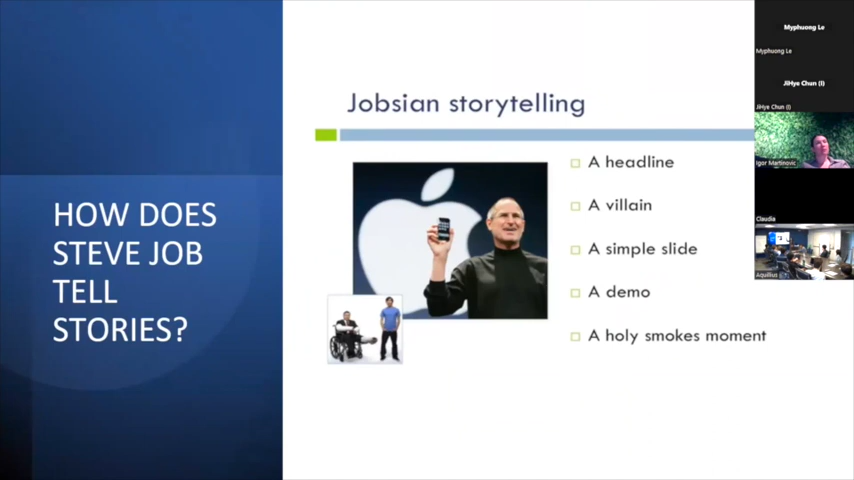 HOW DOES
STEVE JOB
TELL
STORIES?
Jobsian storytelling
A headline
A villain
A simple slide
A demo
A holy smokes moment
Myphuong Le
Myphuong Le
JiHye Chun (I)
JiHye Chun (I)
Igor Martinovic
Claudia
Aquillius